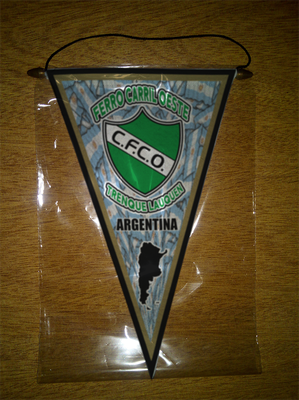 FERRO CARRIL OESTE
C.F.C.O.
TRENQUE LAUQUEN
ARGENTINA